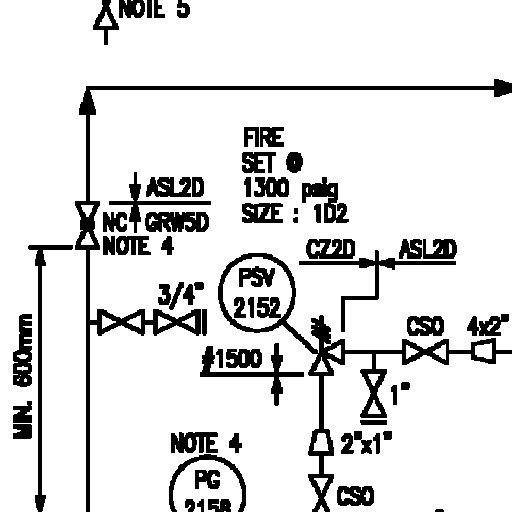 NOTE 5
FIRE
SET @
1300 psig
SIZE : 1D2
ASL2D
NC GRW5D
NOTE 4
CZ2D
ASL2D
PSV
2152
3/4"
CSO
4x2"
MIN. 600mm
#1500
1"
NOTE 4
2"x1"
PG
2158
CSO